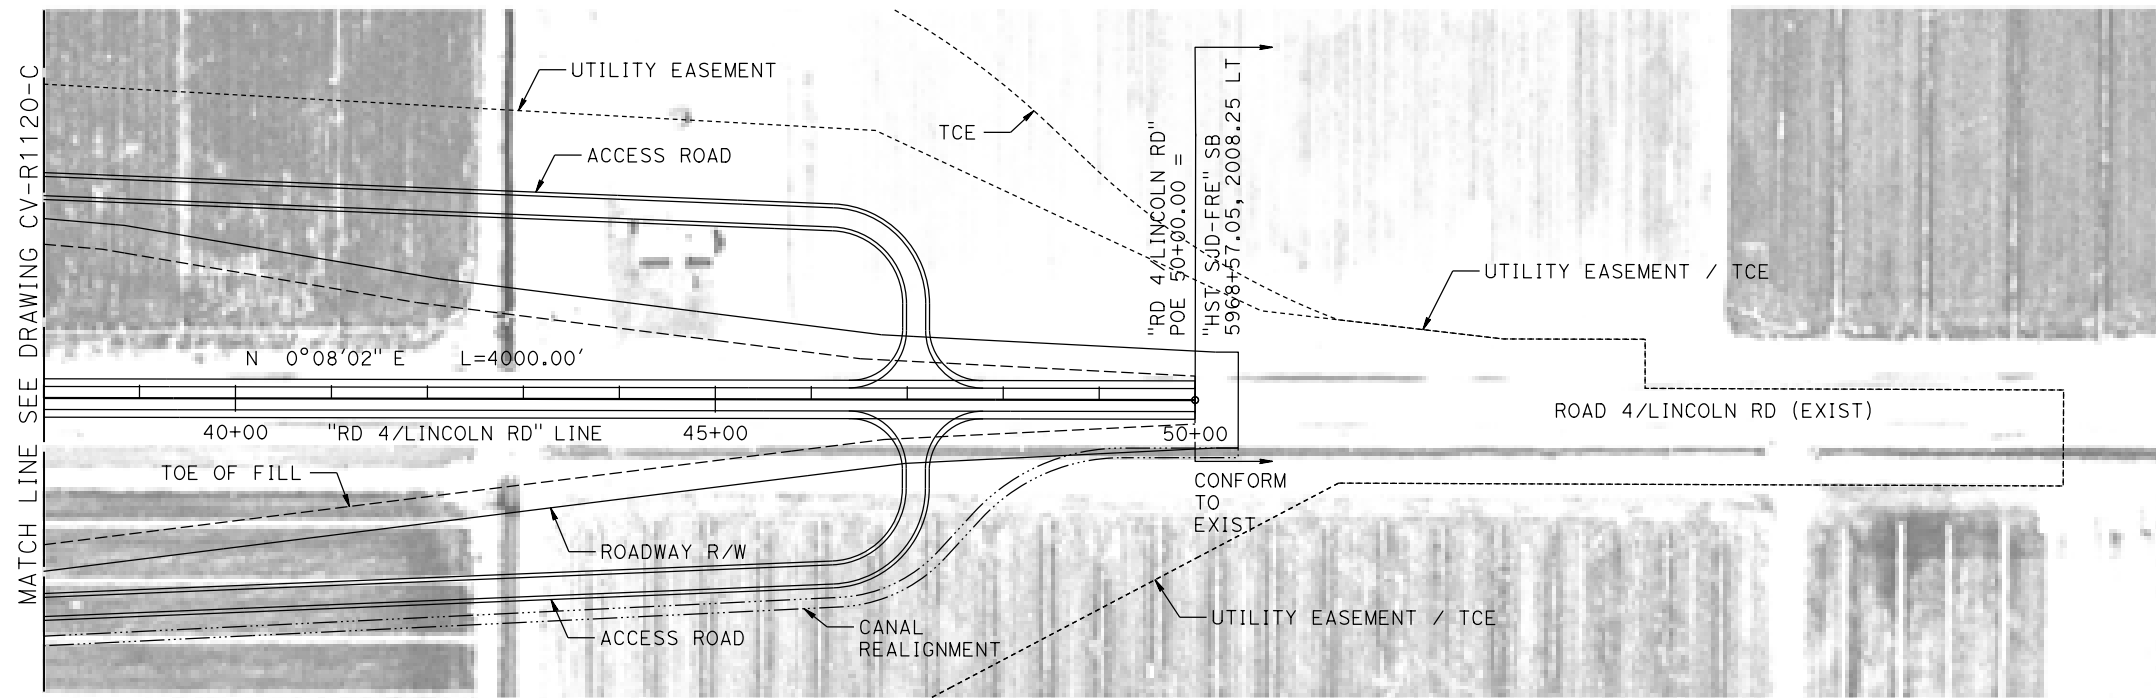 MATCH LINE SEE DRAWING CV-R1120-C
UTILITY EASEMENT
ACCESS ROAD
TCE
"RD 4/LINCOLN RD"
POE 50+00.00 =
"HST SJD-FRE" SB
5968+57.05, 2008.25 LT
UTILITY EASEMENT / TCE
N 0°08'02" E L=4000.00'
40+00 "RD 4/LINCOLN RD" LINE 45+00 50+00
ROAD 4/LINCOLN RD (EXIST)
TOE OF FILL
CONFORM
TO
EXIST
ROADWAY R/W
ACCESS ROAD
CANAL
REALIGNMENT
UTILITY EASEMENT / TCE